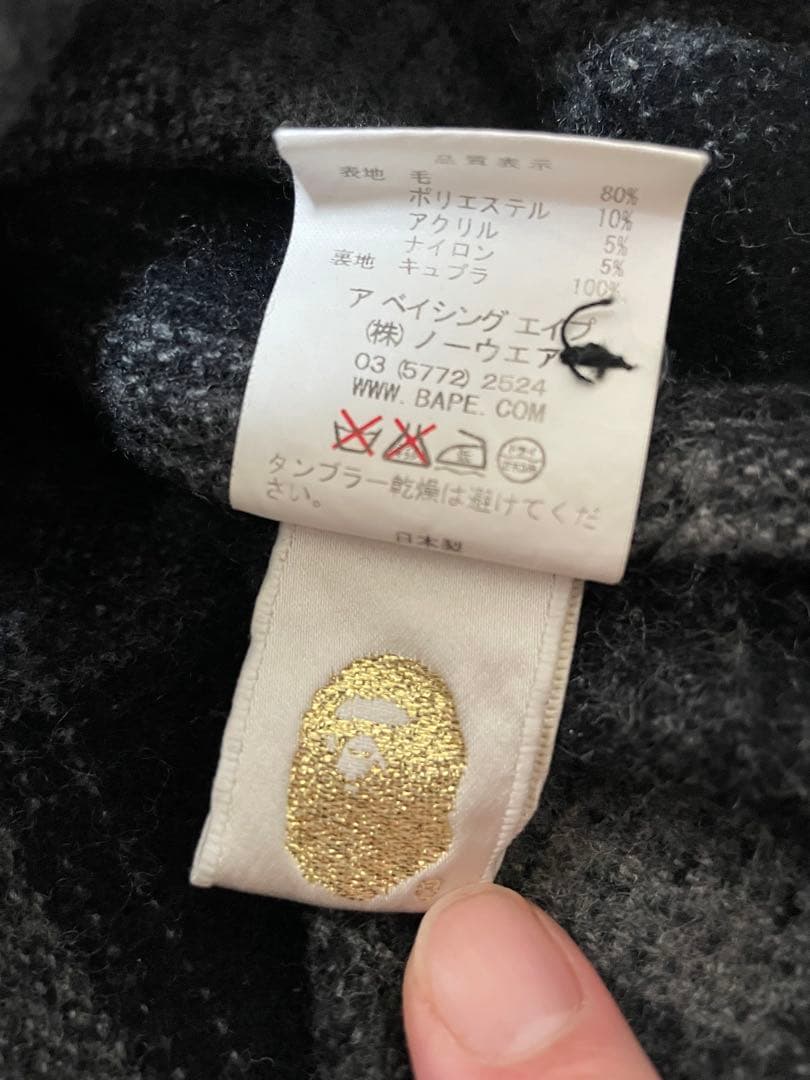 品質表示
表地 毛 80%
ポリエステル 10%
アクリル 5%
ナイロン 5%
裏地 キュプラ 100%
ア ベイシング エイプ
(株) ノーウエア
03 (5772) 2524
WWW. BAPE. COM
ドライ
タンブラー乾燥は避けてくだ
さい。
日本製